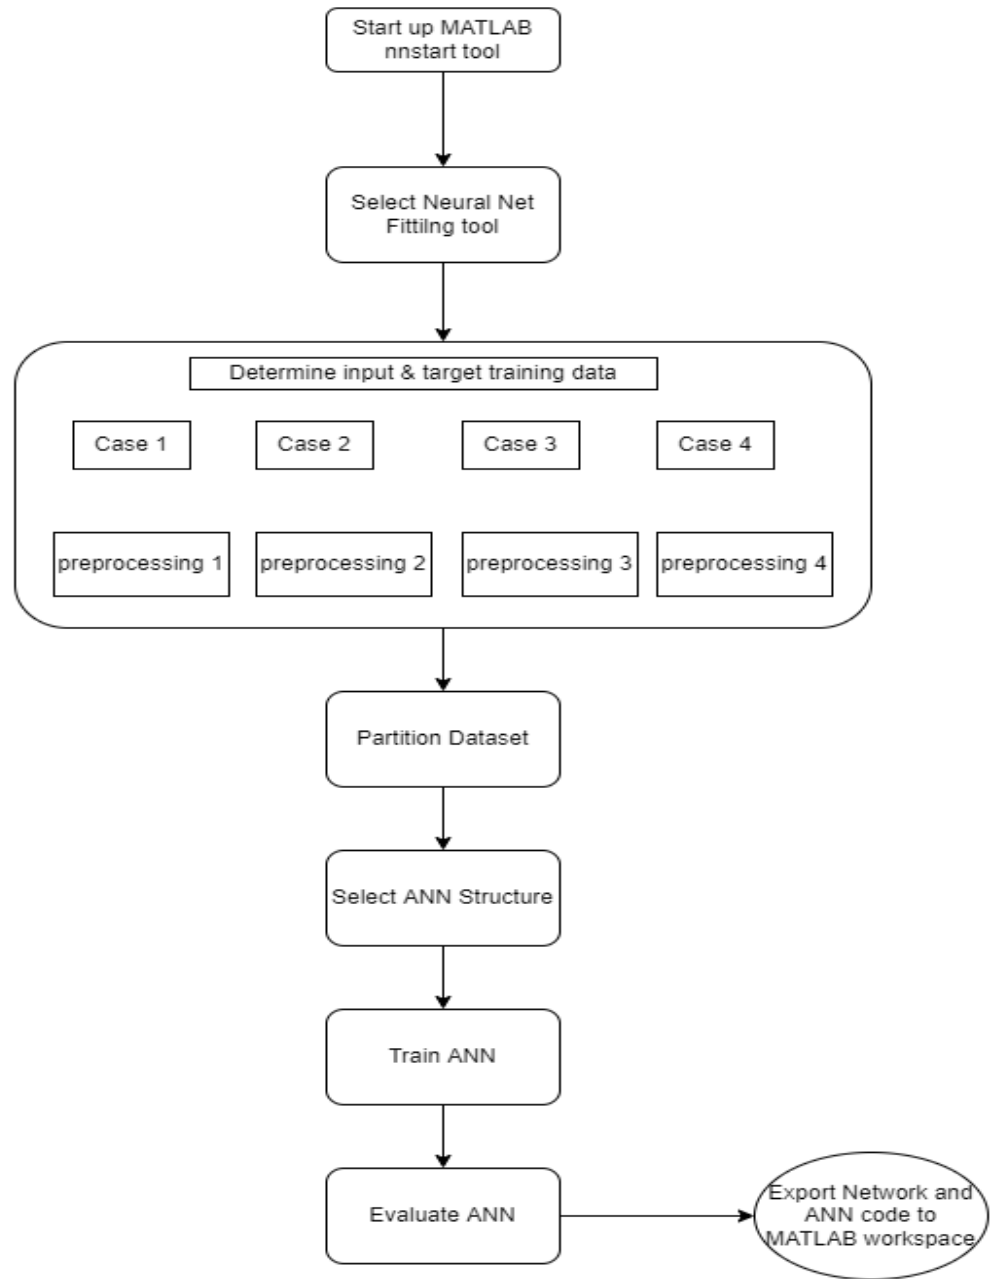 Start up MATLAB
nnstart tool
Select Neural Net
Fittilng tool
Determine input & target training data
Case 1
Case 2
Case 3
Case 4
preprocessing 1
preprocessing 2
preprocessing 3
preprocessing 4
Partition Dataset
Select ANN Structure
Train ANN
Evaluate ANN
Export Network and
ANN code to
MATLAB workspace